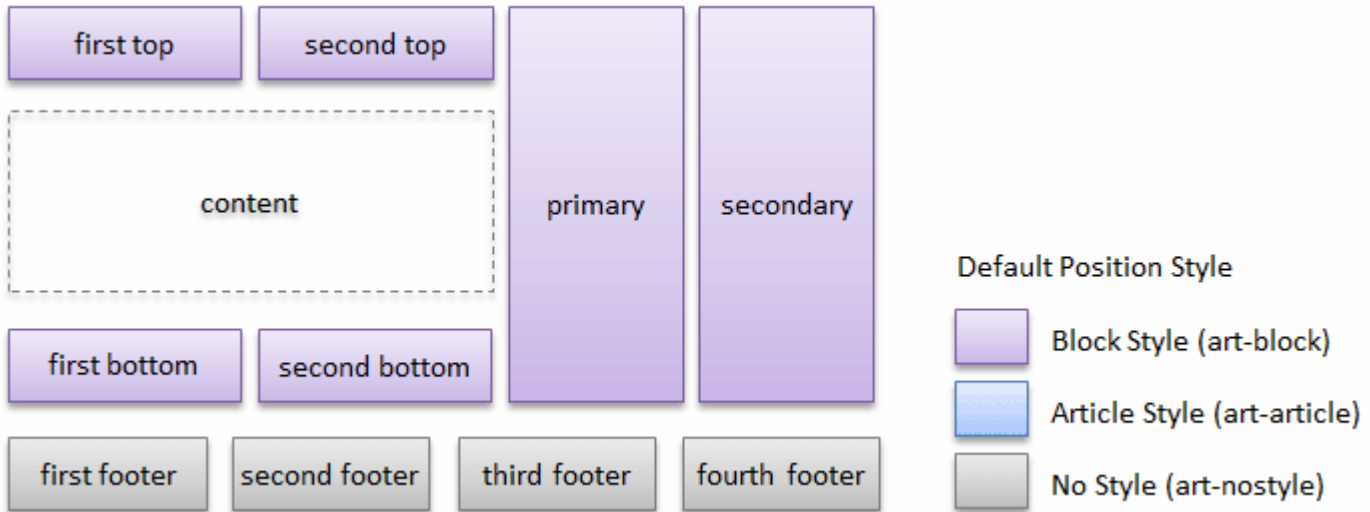 first top
second top
content
primary
secondary
first bottom
second bottom
first footer
second footer
third footer
fourth footer
Default Position Style
Block Style (art-block)
Article Style (art-article)
No Style (art-nostyle)